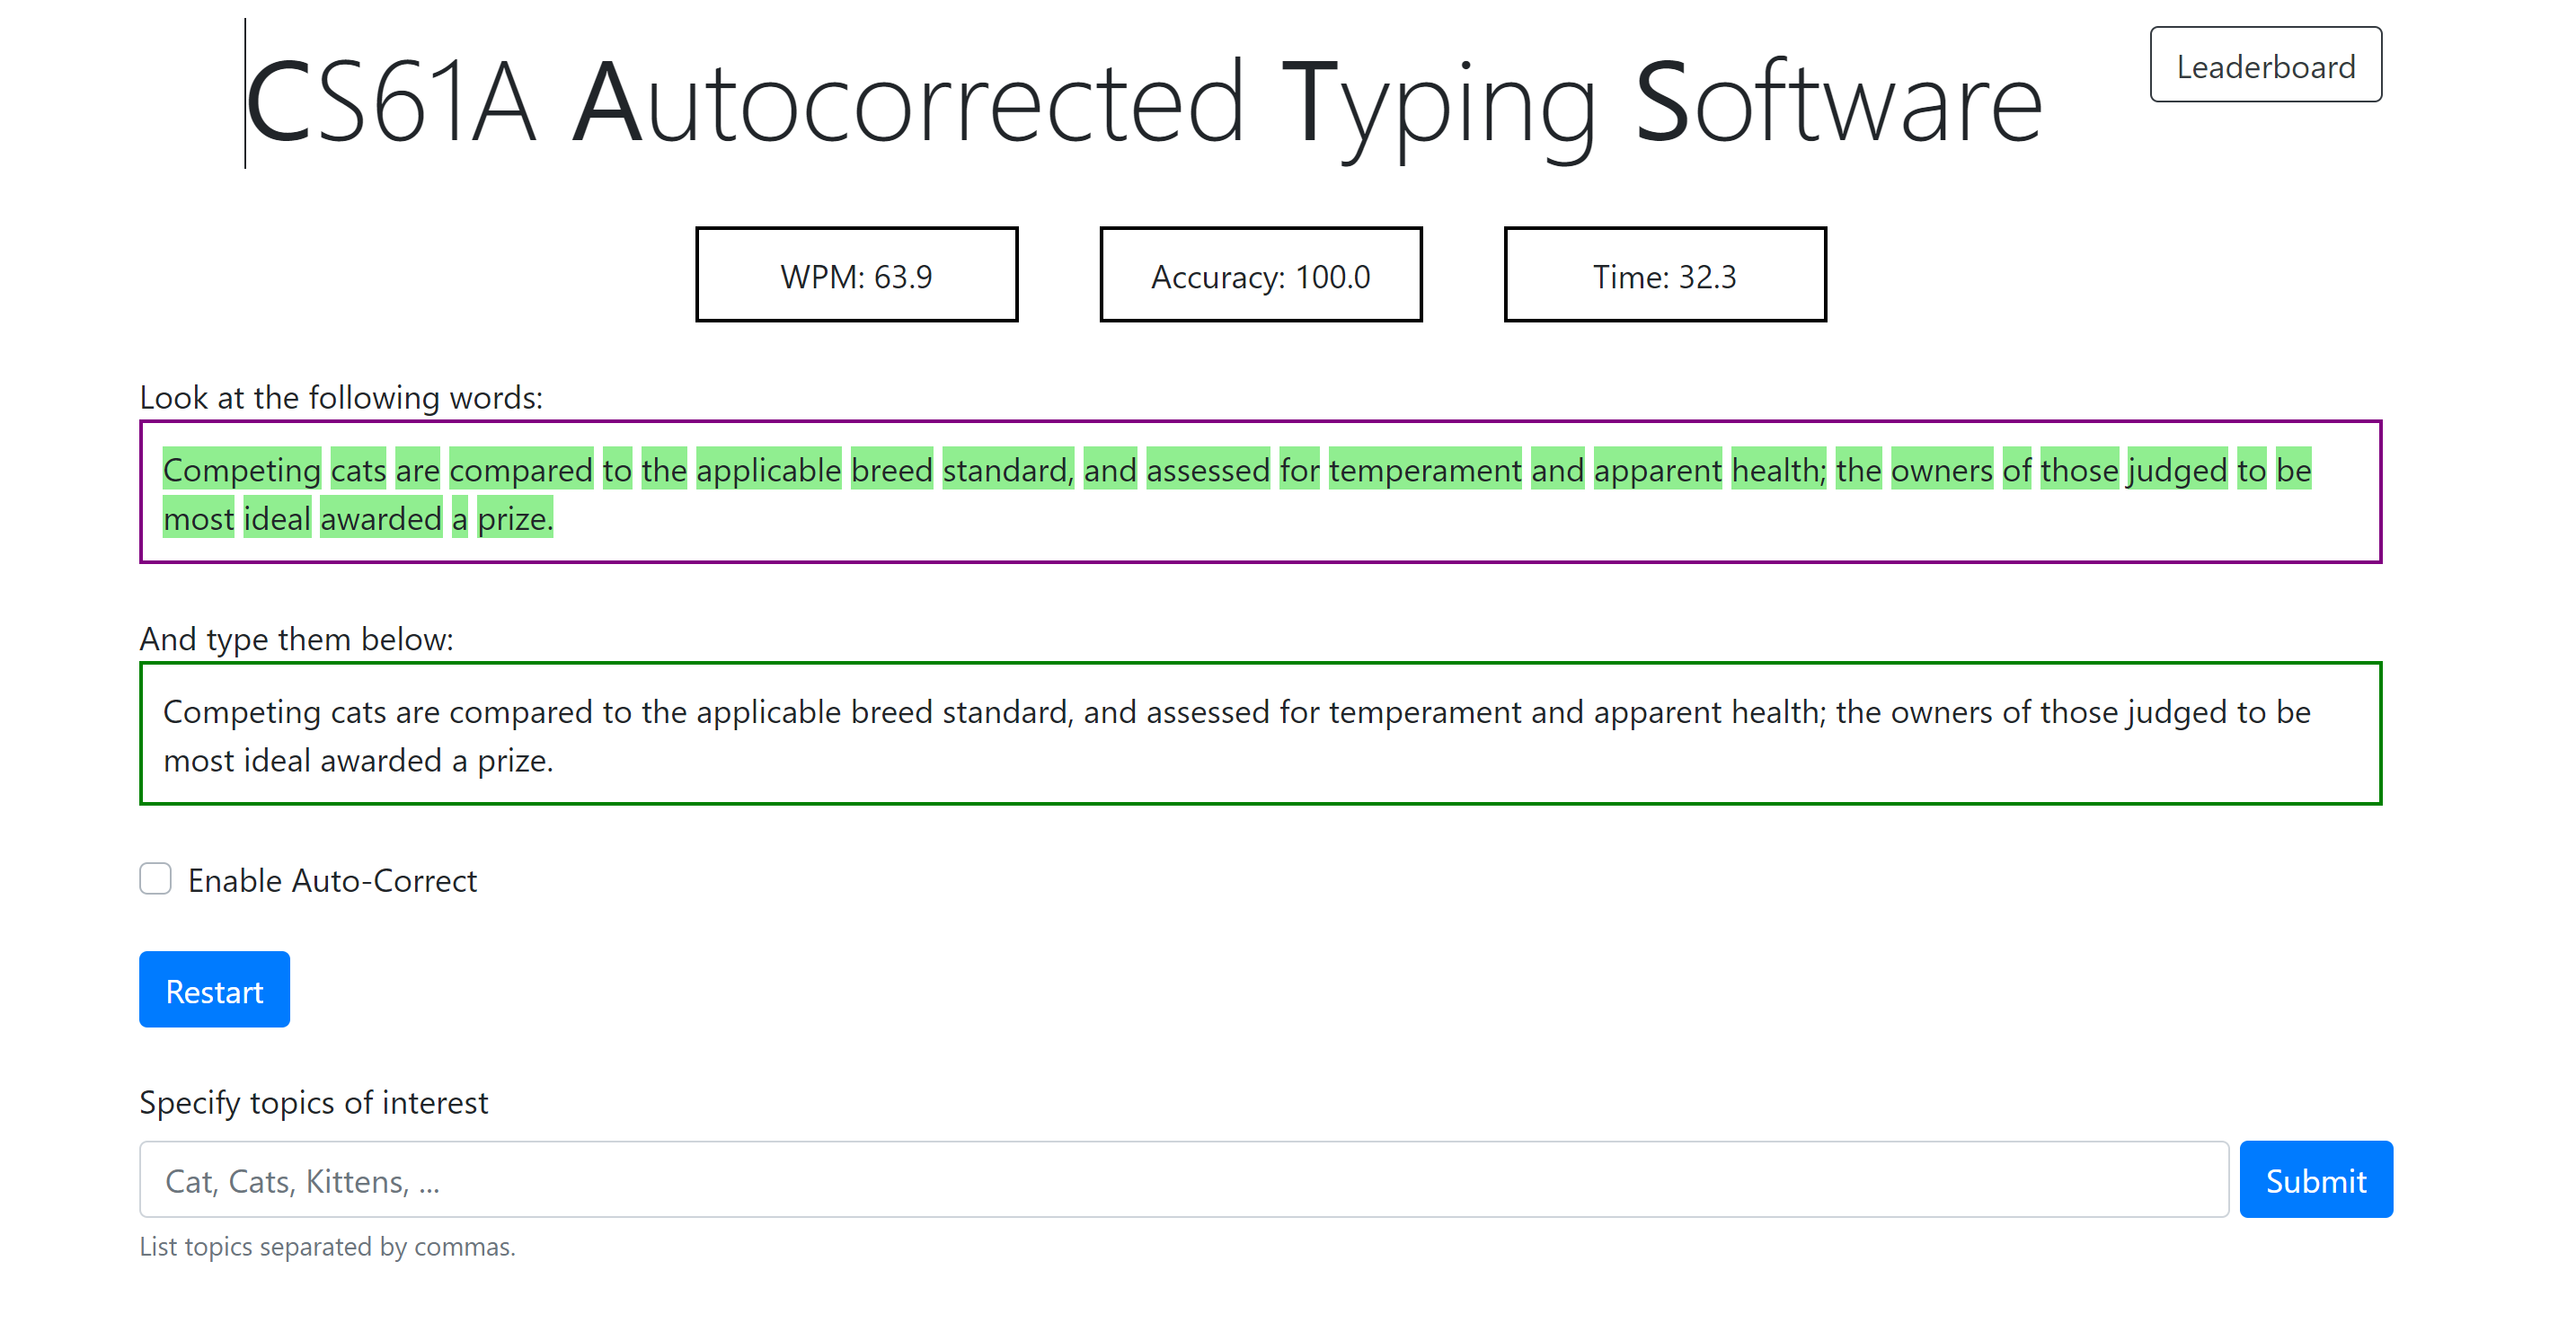 CS61A Autocorrected Typing Software
Leaderboard
WPM: 63.9
Accuracy: 100.0
Time: 32.3
Look at the following words:
Competing cats are compared to the applicable breed standard, and assessed for temperament and apparent health; the owners of those judged to be
most ideal awarded a prize.
And type them below:
Competing cats are compared to the applicable breed standard, and assessed for temperament and apparent health; the owners of those judged to be
most ideal awarded a prize.
Enable Auto-Correct
Restart
Specify topics of interest
Cat, Cats, Kittens, ...
Submit
List topics separated by commas.